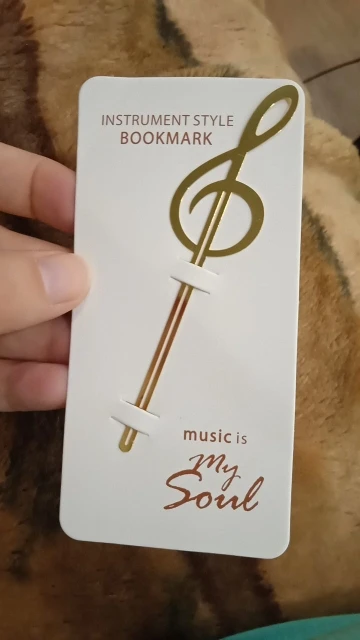 INSTRUMENT STYLE
BOOKMARK
music is
My
Soul